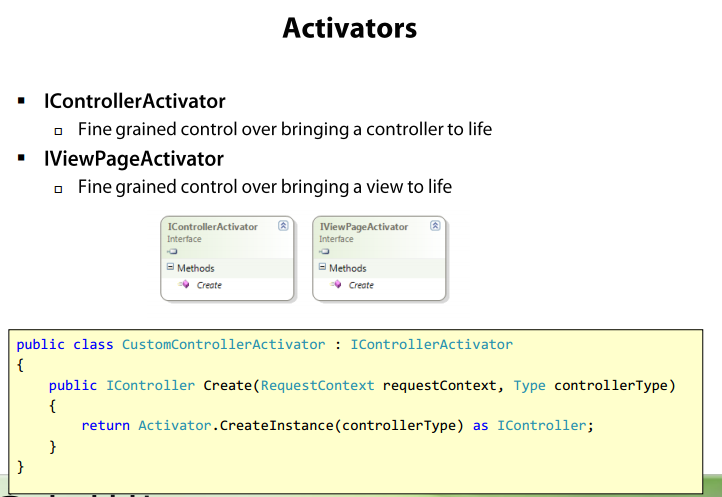 Activators
IControllerActivator
Fine grained control over bringing a controller to life
IViewPageActivator
Fine grained control over bringing a view to life
IControllerActivator
Interface
Methods
Create
IViewPageActivator
Interface
Methods
Create
public class CustomControllerActivator : IControllerActivator
{
    public IController Create(RequestContext requestContext, Type controllerType)
    {
        return Activator.CreateInstance(controllerType) as IController;
    }
}